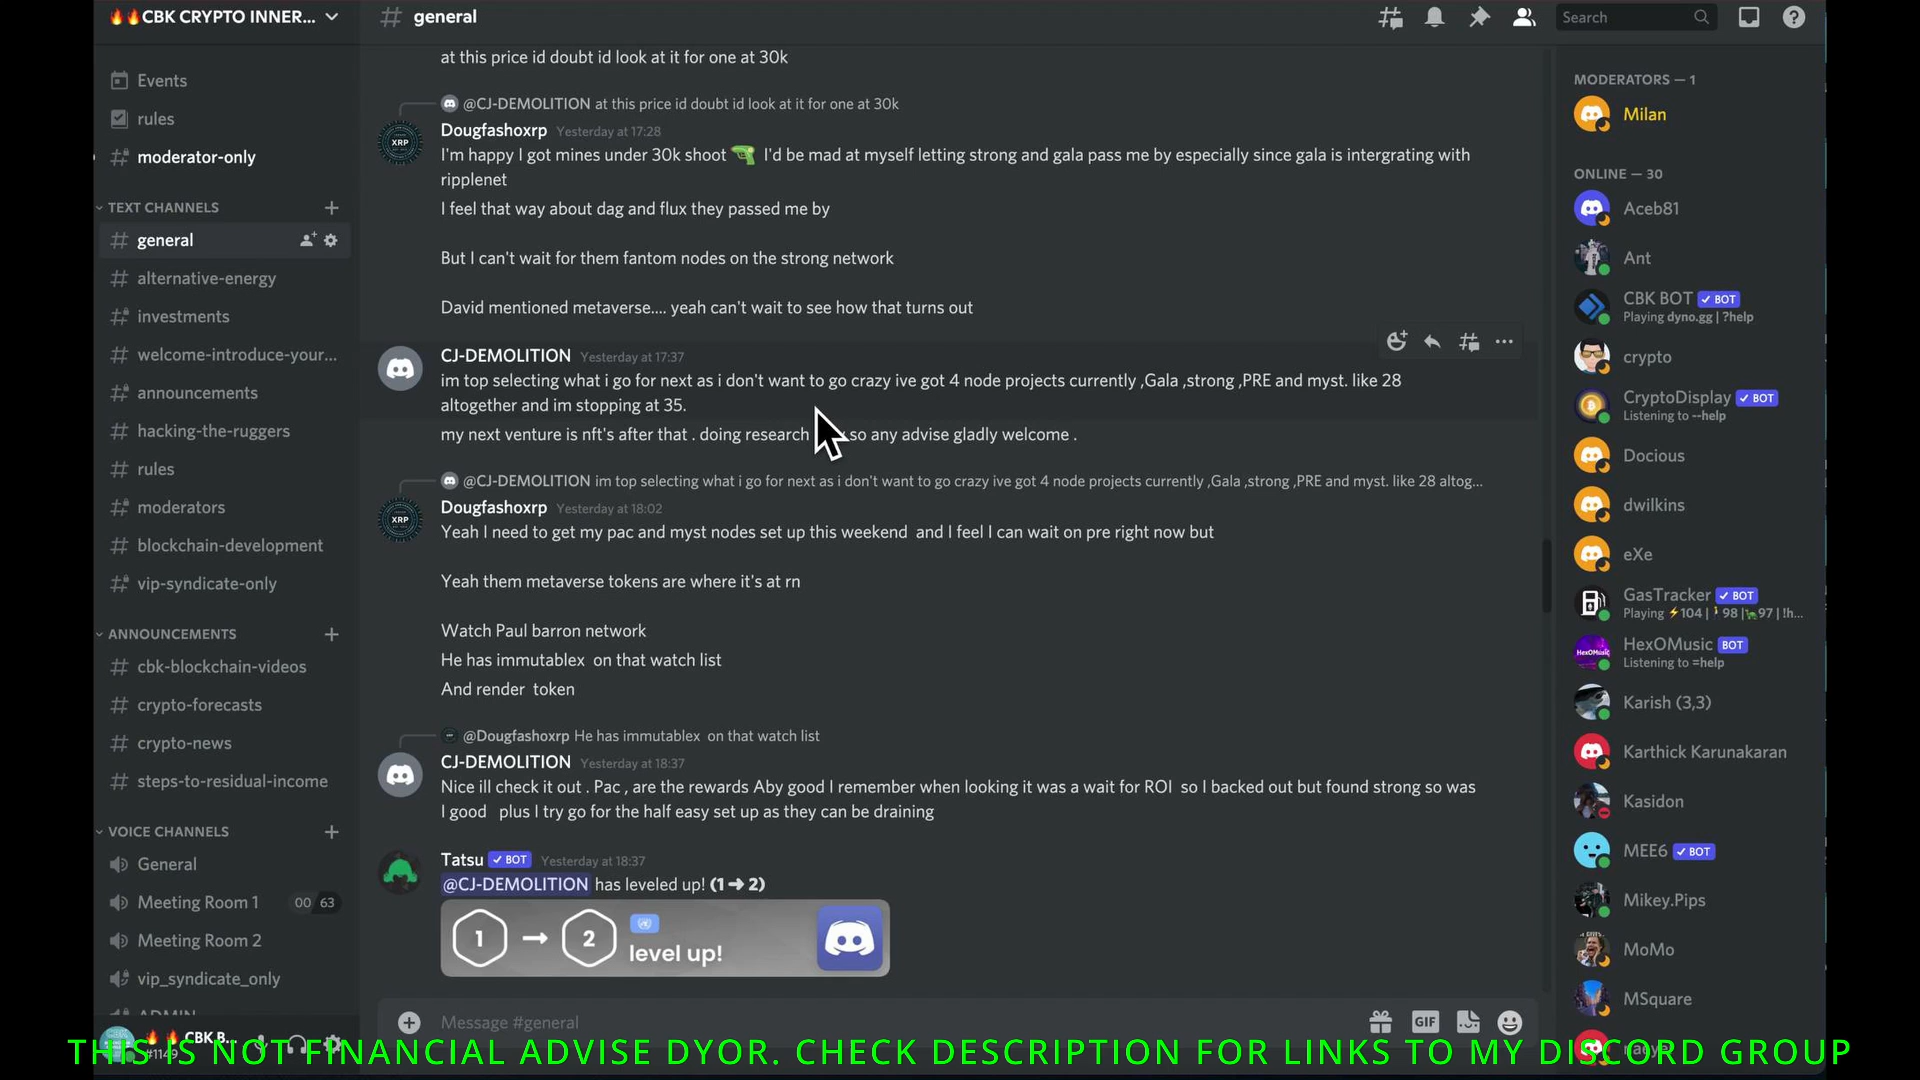 🔥🔥CBK CRYPTO INNER...
Events
rules
moderator-only
TEXT CHANNELS
general
alternative-energy
investments
welcome-introduce-your...
announcements
hacking-the-ruggers
rules
moderators
blockchain-development
vip-syndicate-only
ANNOUNCEMENTS
cbk-blockchain-videos
crypto-forecasts
crypto-news
steps-to-residual-income
VOICE CHANNELS
General
Meeting Room 1 00 63
Meeting Room 2
vip_syndicate_only
ADMIN
🔥 🔥 CBK B...
#1149
# general
Search
at this price id doubt id look at it for one at 30k
@CJ-DEMOLITION at this price id doubt id look at it for one at 30k
XRP
Dougfashoxrp Yesterday at 17:28
I'm happy I got mines under 30k shoot 🔫 I'd be mad at myself letting strong and gala pass me by especially since gala is intergrating with
ripplenet
I feel that way about dag and flux they passed me by
But I can't wait for them fantom nodes on the strong network
David mentioned metaverse.... yeah can't wait to see how that turns out
CJ-DEMOLITION Yesterday at 17:37
im top selecting what i go for next as i don't want to go crazy ive got 4 node projects currently ,Gala ,strong ,PRE and myst. like 28
altogether and im stopping at 35.
my next venture is nft's after that . doing research so any advise gladly welcome .
@CJ-DEMOLITION im top selecting what i go for next as i don't want to go crazy ive got 4 node projects currently ,Gala ,strong ,PRE and myst. like 28 altog...
XRP
Dougfashoxrp Yesterday at 18:02
Yeah I need to get my pac and myst nodes set up this weekend and I feel I can wait on pre right now but
Yeah them metaverse tokens are where it's at rn
Watch Paul barron network
He has immutablex on that watch list
And render token
@Dougfashoxrp He has immutablex on that watch list
CJ-DEMOLITION Yesterday at 18:37
Nice ill check it out . Pac , are the rewards Aby good I remember when looking it was a wait for ROI so I backed out but found strong so was
I good plus I try go for the half easy set up as they can be draining
Tatsu ✓ BOT Yesterday at 18:37
@CJ-DEMOLITION has leveled up! (1 ➜ 2)
1 → 2 level up!
Message #general
GIF
MODERATORS — 1
Milan
ONLINE — 30
Aceb81
Ant
CBK BOT ✓ BOT
Playing dyno.gg | ?help
crypto
CryptoDisplay ✓ BOT
Listening to --help
Docious
dwilkins
eXe
GasTracker ✓ BOT
Playing ⚡104 | 🚶98 |🐢97 | !h...
HexOMusic BOT
HexOMusic
Listening to =help
Karish (3,3)
Karthick Karunakaran
Kasidon
MEE6 ✓ BOT
Mikey.Pips
MoMo
MSquare
THIS IS NOT FINANCIAL ADVISE DYOR. CHECK DESCRIPTION FOR LINKS TO MY DISCORD GROUP